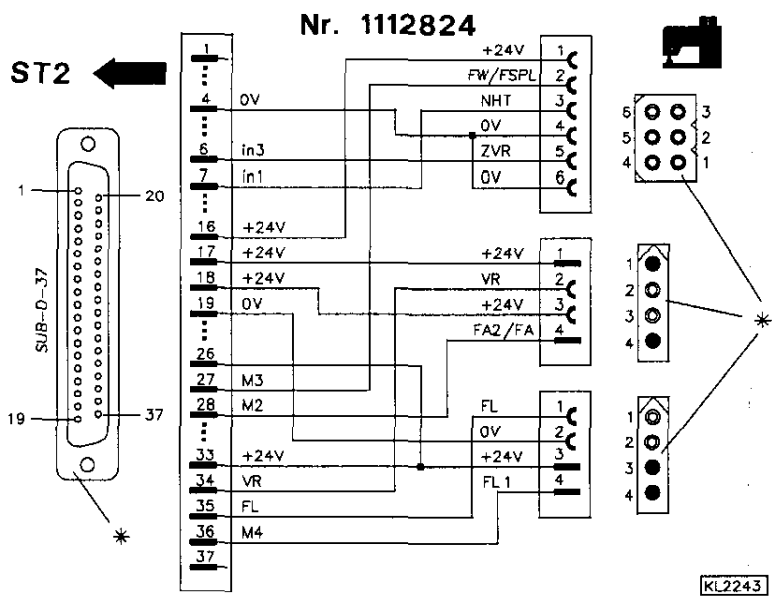 Nr. 1112824
ST2
1
4 0V
6 in3
7 in1
16 +24V
17 +24V
18 +24V
19 0V
26
27 M3
28 M2
33 +24V
34 VR
35 FL
36 M4
37
1 20
SUB-D-37
19 37
*
+24V 1
FW/FSPL 2
NHT 3
0V 4
ZVR 5
0V 6
+24V 1
VR 2
+24V 3
FA2/FA 4
FL 1
0V 2
+24V 3
FL1 4
6 3
5 2
4 1
1
2
3
4
*
1
2
3
4
KL2243